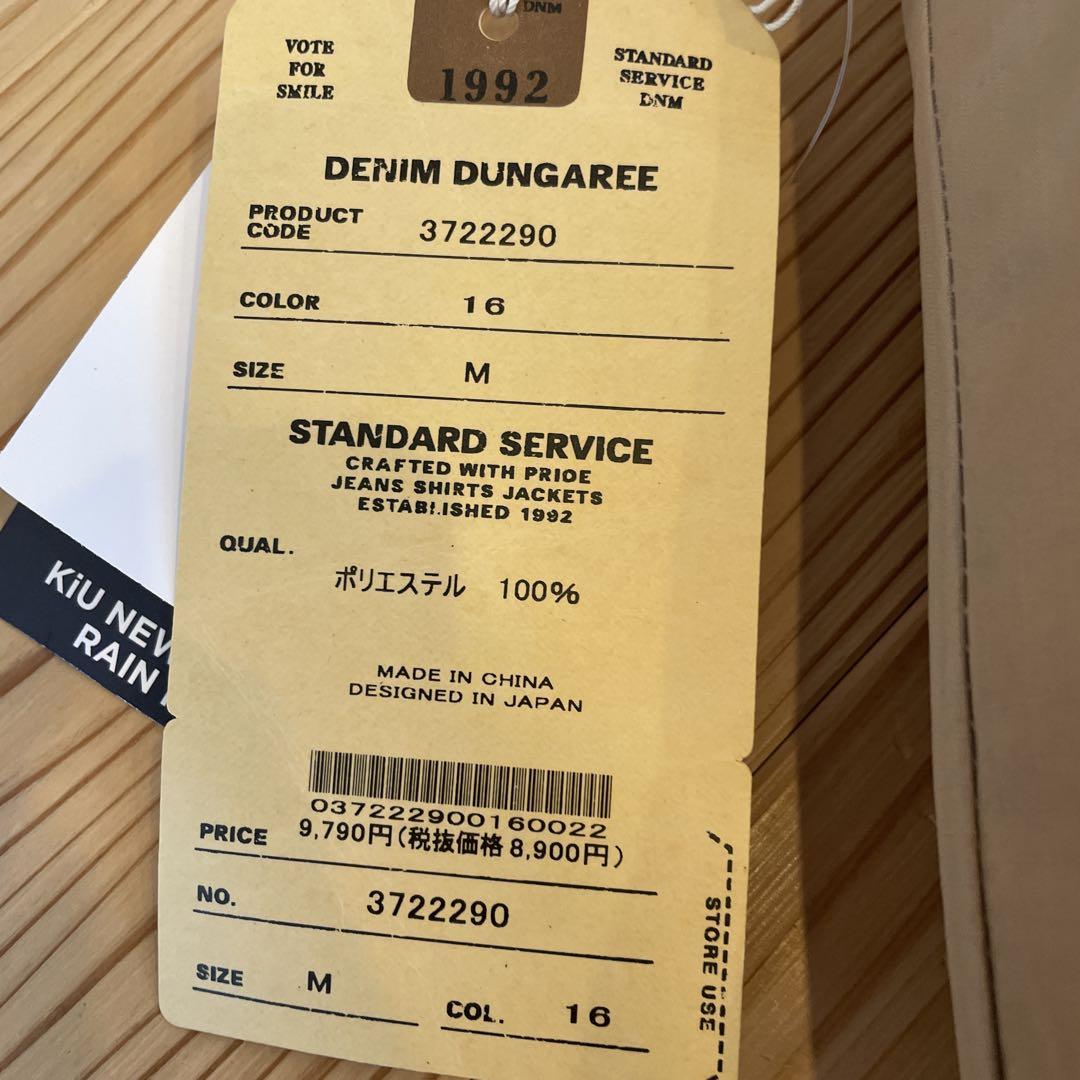 DNM
1992
VOTE
FOR
SMILE
STANDARD
SERVICE
DNM
DENIM DUNGAREE
PRODUCT
CODE 3722290
COLOR 16
SIZE M
STANDARD SERVICE
CRAFTED WITH PRIDE
JEANS SHIRTS JACKETS
ESTABLISHED 1992
QUAL.
ポリエステル 100%
MADE IN CHINA
DESIGNED IN JAPAN
037222900160022
PRICE 9,790円(税抜価格 8,900円)
NO. 3722290
SIZE M
COL. 16
STORE USE
KiU NEW
RAIN